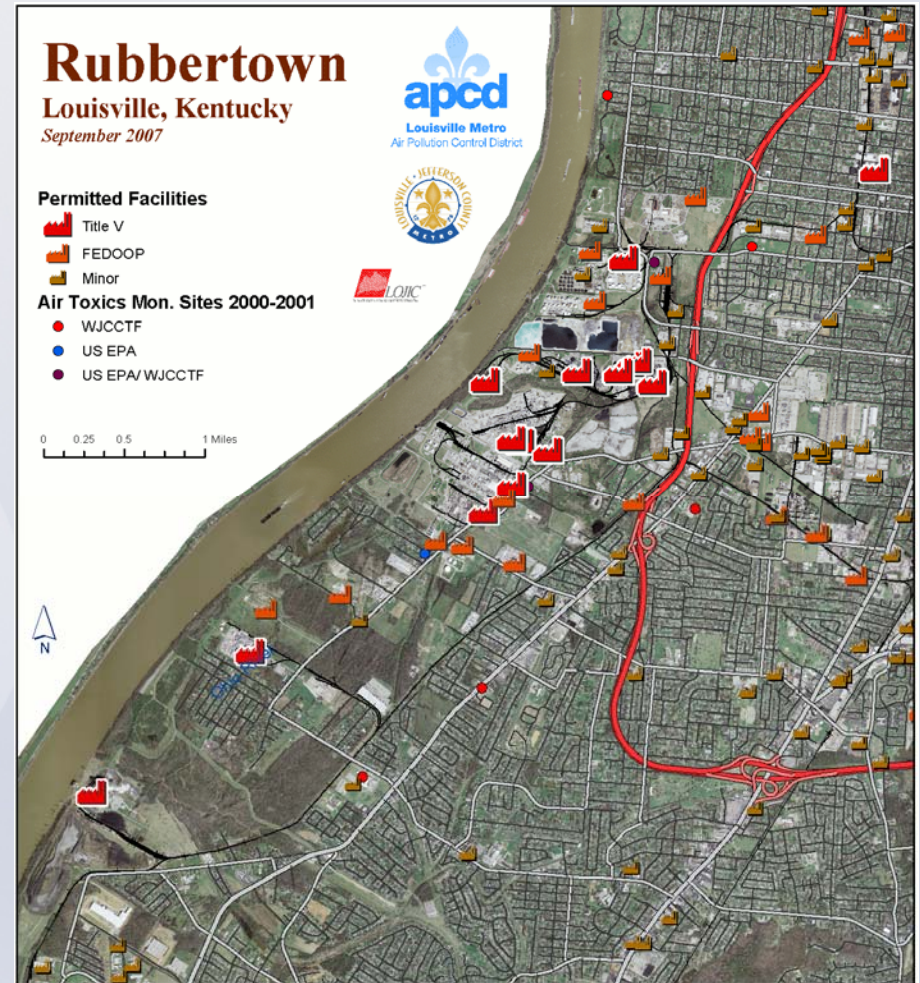 Rubbertown
Louisville, Kentucky
September 2007
apcd
Louisville Metro
Air Pollution Control District
LOUISVILLE • JEFFERSON COUNTY
METRO
LOJIC
Permitted Facilities
Title V
FEDOOP
Minor
Air Toxics Mon. Sites 2000-2001
WJCCTF
US EPA
US EPA/ WJCCTF
0 0.25 0.5 1 Miles
N